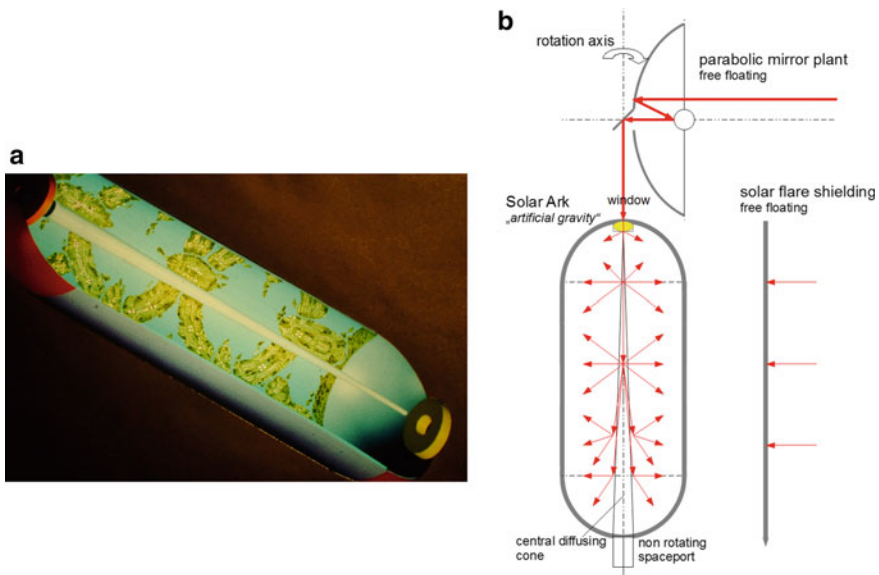 b
rotation axis
parabolic mirror plant
free floating
a
Solar Ark
„artificial gravity“
window
solar flare shielding
free floating
central diffusing
cone
non rotating
spaceport